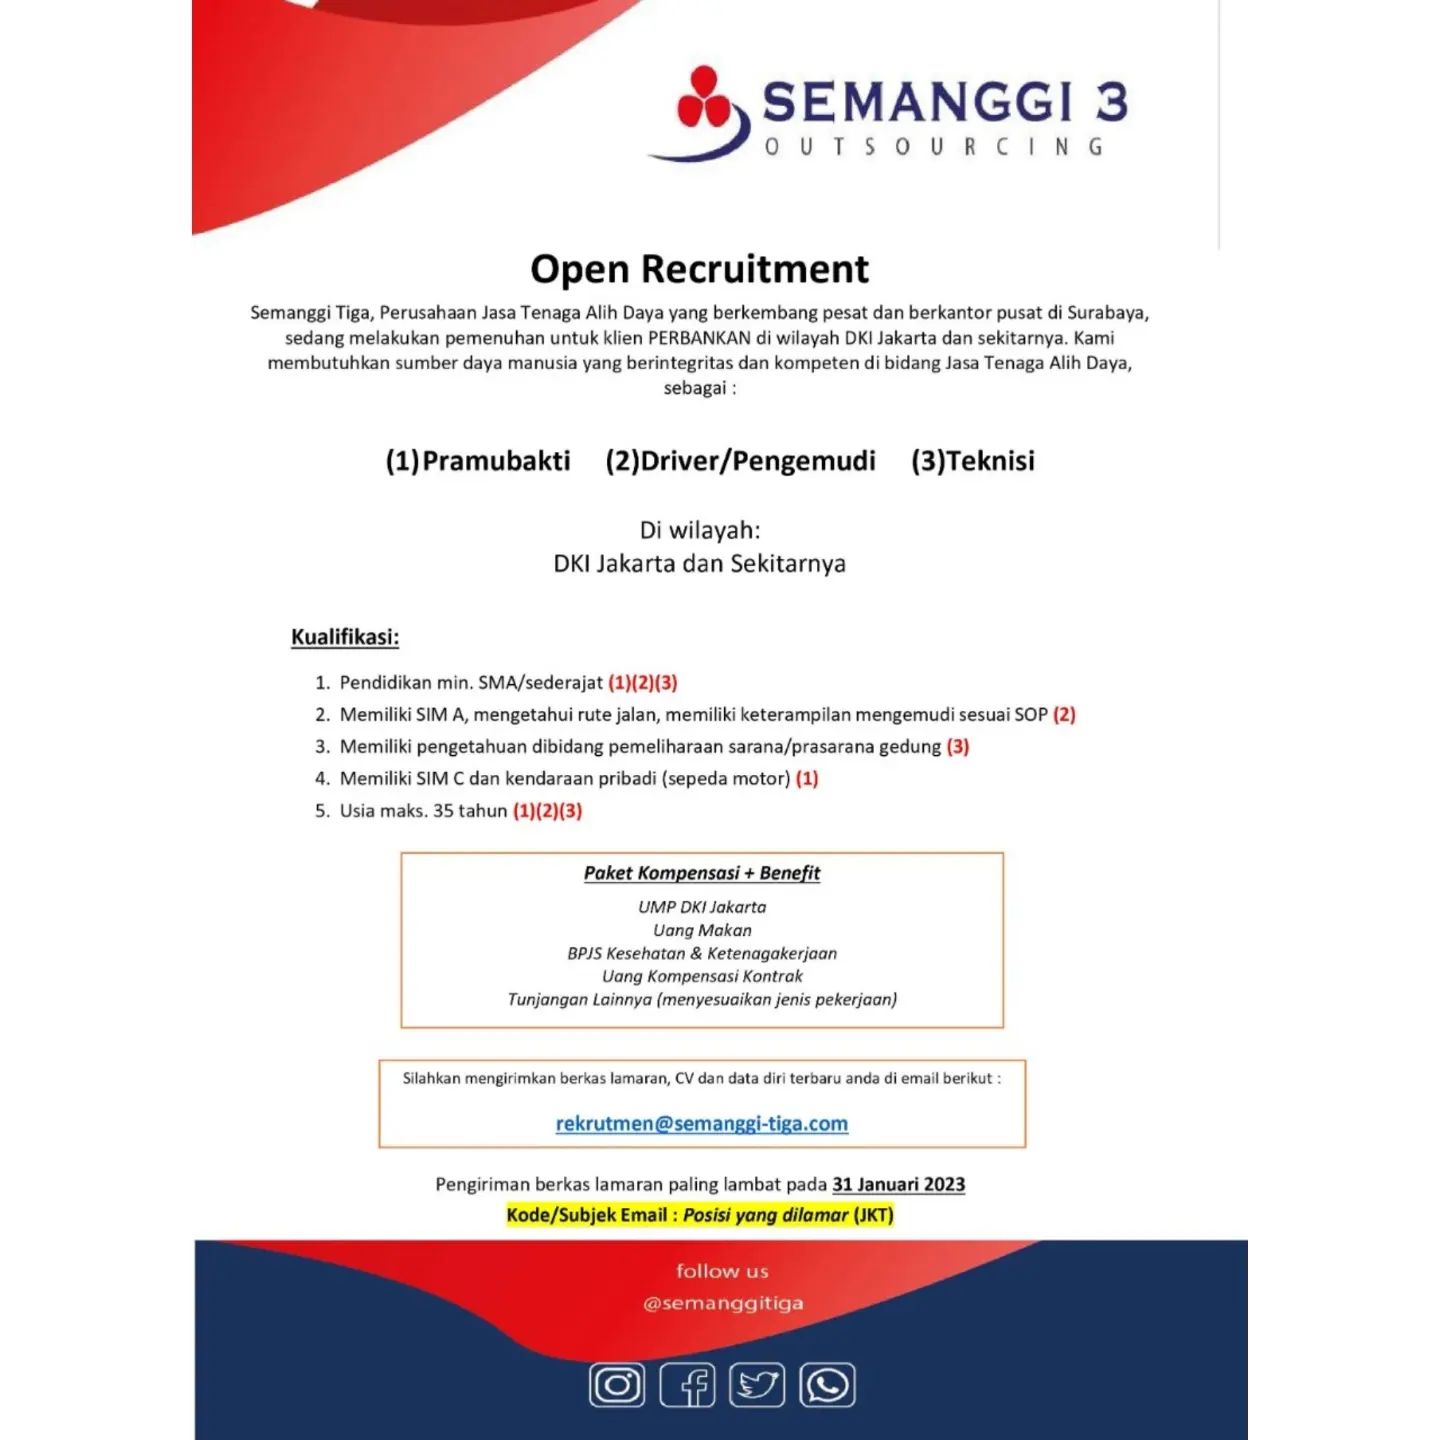 SEMANGGI 3
OUTSOURCING
Open Recruitment
Semanggi Tiga, Perusahaan Jasa Tenaga Alih Daya yang berkembang pesat dan berkantor pusat di Surabaya,
sedang melakukan pemenuhan untuk klien PERBANKAN di wilayah DKI Jakarta dan sekitarnya. Kami
membutuhkan sumber daya manusia yang berintegritas dan kompeten di bidang Jasa Tenaga Alih Daya,
sebagai :
(1)Pramubakti (2)Driver/Pengemudi (3)Teknisi
Di wilayah:
DKI Jakarta dan Sekitarnya
Kualifikasi:
1. Pendidikan min. SMA/sederajat (1)(2)(3)
2. Memiliki SIM A, mengetahui rute jalan, memiliki keterampilan mengemudi sesuai SOP (2)
3. Memiliki pengetahuan dibidang pemeliharaan sarana/prasarana gedung (3)
4. Memiliki SIM C dan kendaraan pribadi (sepeda motor) (1)
5. Usia maks. 35 tahun (1)(2)(3)
Paket Kompensasi + Benefit
UMP DKI Jakarta
Uang Makan
BPJS Kesehatan & Ketenagakerjaan
Uang Kompensasi Kontrak
Tunjangan Lainnya (menyesuaikan jenis pekerjaan)
Silahkan mengirimkan berkas lamaran, CV dan data diri terbaru anda di email berikut :
rekrutmen@semanggi-tiga.com
Pengiriman berkas lamaran paling lambat pada 31 Januari 2023
Kode/Subjek Email : Posisi yang dilamar (JKT)
follow us
@semanggitiga